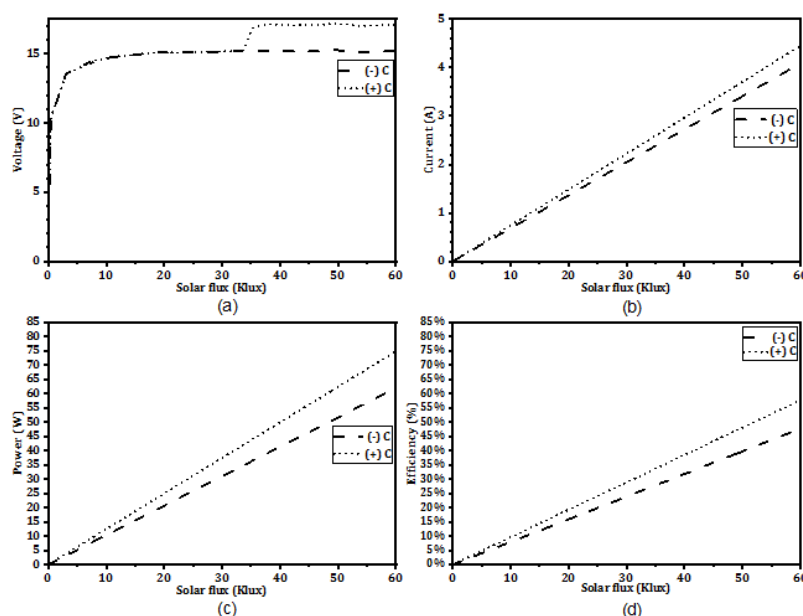 Voltage (V)
15
10
5
0
0 10 20 30 40 50 60
Solar flux (Klux)
(-) C
(+) C
(a)
Current (A)
5
4
3
2
1
0
0 10 20 30 40 50 60
Solar flux (Klux)
(-) C
(+) C
(b)
Power (W)
85
80
75
70
65
60
55
50
45
40
35
30
25
20
15
10
5
0
0 10 20 30 40 50 60
Solar flux (Klux)
(-) C
(+) C
(c)
Efficiency (%)
85%
80%
75%
70%
65%
60%
55%
50%
45%
40%
35%
30%
25%
20%
15%
10%
5%
0%
0 10 20 30 40 50 60
Solar flux (Klux)
(-) C
(+) C
(d)